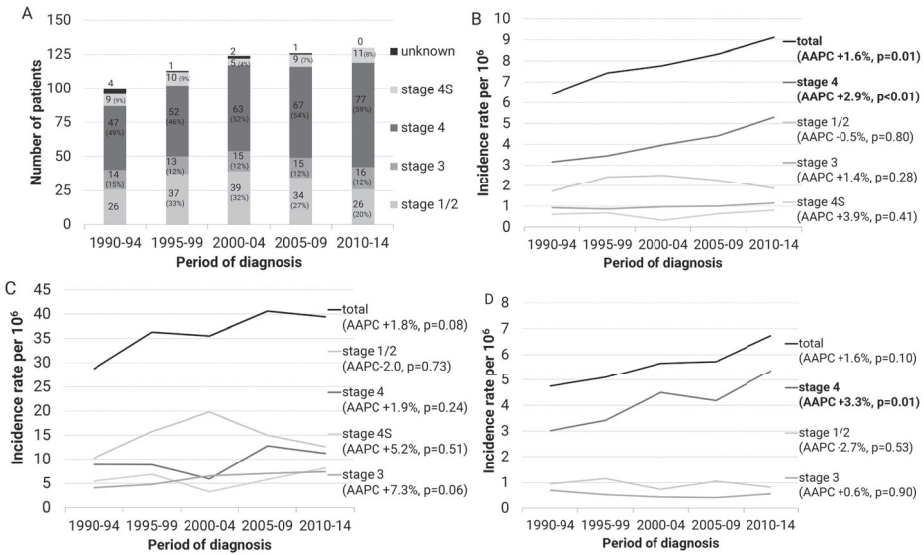 A
150
125
100
75
50
25
0
Number of patients
4
9 (9%)
47
(49%)
14
(15%)
26
1
10 (9%)
52
(46%)
13
(12%)
37
(33%)
2
5 (4%)
63
(52%)
15
(12%)
39
(32%)
1
9 (7%)
67
(54%)
15
(12%)
34
(27%)
0
11(8%)
77
(59%)
16
(12%)
26
(20%)
unknown
stage 4S
stage 4
stage 3
stage 1/2
1990-94 1995-99 2000-04 2005-09 2010-14
Period of diagnosis
B
10
9
8
7
6
5
4
3
2
1
0
Incidence rate per 10⁶
total
(AAPC +1.6%, p=0.01)
stage 4
(AAPC +2.9%, p<0.01)
stage 1/2
(AAPC -0.5%, p=0.80)
stage 3
(AAPC +1.4%, p=0.28)
stage 4S
(AAPC +3.9%, p=0.41)
1990-94 1995-99 2000-04 2005-09 2010-14
Period of diagnosis
C
45
40
35
30
25
20
15
10
5
0
Incidence rate per 10⁶
total
(AAPC +1.8%, p=0.08)
stage 1/2
(AAPC-2.0, p=0.73)
stage 4
(AAPC +1.9%, p=0.24)
stage 4S
(AAPC +5.2%, p=0.51)
stage 3
(AAPC +7.3%, p=0.06)
1990-94 1995-99 2000-04 2005-09 2010-14
Period of diagnosis
D
8
7
6
5
4
3
2
1
0
Incidence rate per 10⁶
total
(AAPC +1.6%, p=0.10)
stage 4
(AAPC +3.3%, p=0.01)
stage 1/2
(AAPC -2.7%, p=0.53)
stage 3
(AAPC +0.6%, p=0.90)
1990-94 1995-99 2000-04 2005-09 2010-14
Period of diagnosis